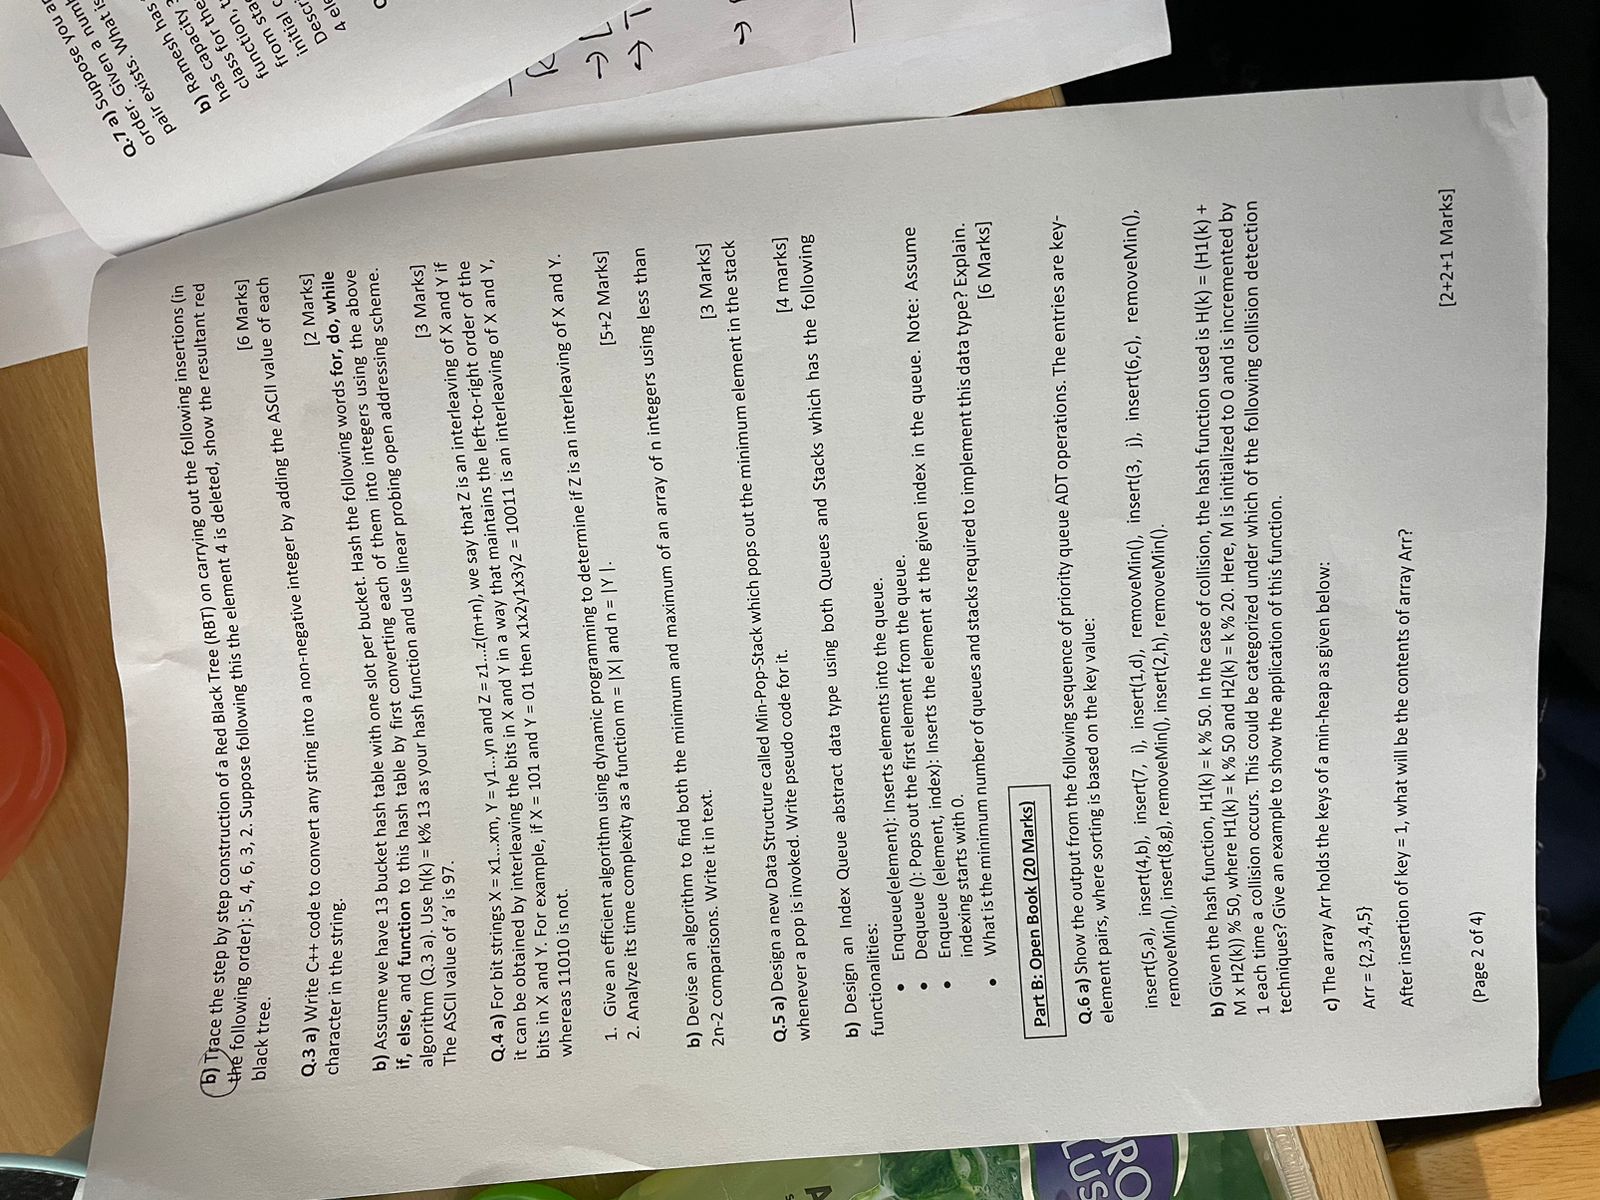 b) Trace the step by step construction of a Red Black Tree (RBT) on carrying out the following insertions (in
the following order): 5, 4, 6, 3, 2. Suppose following this the element 4 is deleted, show the resultant red
black tree.
[6 Marks]
Q.3 a) Write C++ code to convert any string into a non-negative integer by adding the ASCII value of each
character in the string.
[2 Marks]
b) Assume we have 13 bucket hash table with one slot per bucket. Hash the following words for, do, while
if, else, and function to this hash table by first converting each of them into integers using the above
algorithm (Q.3 a). Use h(k) = k% 13 as your hash function and use linear probing open addressing scheme.
The ASCII value of 'a' is 97.
[3 Marks]
Q.4 a) For bit strings X = x1...xm, Y = y1...yn and Z = z1...z(m+n), we say that Z is an interleaving of X and Y if
it can be obtained by interleaving the bits in X and Y in a way that maintains the left-to-right order of the
bits in X and Y. For example, if X = 101 and Y = 01 then x1x2y1x3y2 = 10011 is an interleaving of X and Y,
whereas 11010 is not.
1. Give an efficient algorithm using dynamic programming to determine if Z is an interleaving of X and Y.
2. Analyze its time complexity as a function m = |X| and n = |Y |.
[5+2 Marks]
b) Devise an algorithm to find both the minimum and maximum of an array of n integers using less than
2n-2 comparisons. Write it in text.
[3 Marks]
Q.5 a) Design a new Data Structure called Min-Pop-Stack which pops out the minimum element in the stack
whenever a pop is invoked. Write pseudo code for it.
[4 marks]
b) Design an Index Queue abstract data type using both Queues and Stacks which has the following
functionalities:
• Enqueue(element): Inserts elements into the queue.
• Dequeue (): Pops out the first element from the queue.
• Enqueue (element, index): Inserts the element at the given index in the queue. Note: Assume
indexing starts with 0.
• What is the minimum number of queues and stacks required to implement this data type? Explain.
[6 Marks]
Part B: Open Book (20 Marks)
Q.6 a) Show the output from the following sequence of priority queue ADT operations. The entries are key-
element pairs, where sorting is based on the key value:
insert(5,a), insert(4,b), insert(7, i), insert(1,d), removeMin(), insert(3, j), insert(6,c), removeMin(),
removeMin(), insert(8,g), removeMin(), insert(2,h), removeMin().
b) Given the hash function, H1(k) = k % 50. In the case of collision, the hash function used is H(k) = (H1(k) +
M x H2(k)) % 50, where H1(k) = k % 50 and H2(k) = k % 20. Here, M is initialized to 0 and is incremented by
1 each time a collision occurs. This could be categorized under which of the following collision detection
techniques? Give an example to show the application of this function.
c) The array Arr holds the keys of a min-heap as given below:
Arr = {2,3,4,5}
After insertion of key = 1, what will be the contents of array Arr?
[2+2+1 Marks]
(Page 2 of 4)
Q.7 a) Suppose you
order. Given a
pair exists. What
b) Ramesh has
has capacity
class for the
function,
from
initial
4